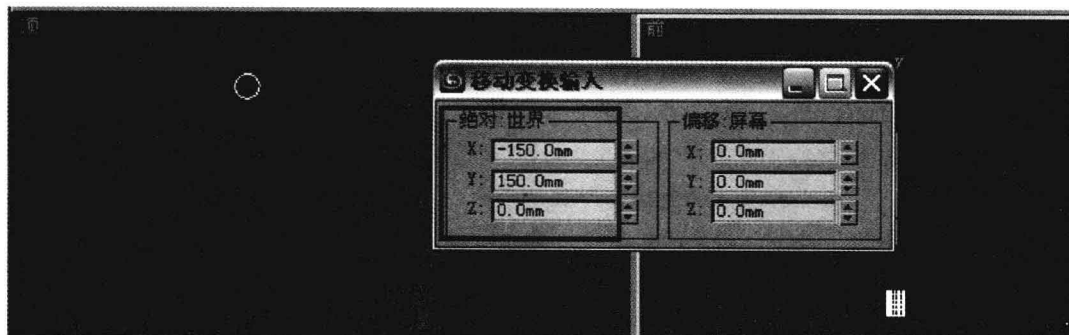 顶
前
y
移动变换输入
绝对:世界
X: -150.0mm
Y: 150.0mm
Z: 0.0mm
偏移:屏幕
X: 0.0mm
Y: 0.0mm
Z: 0.0mm